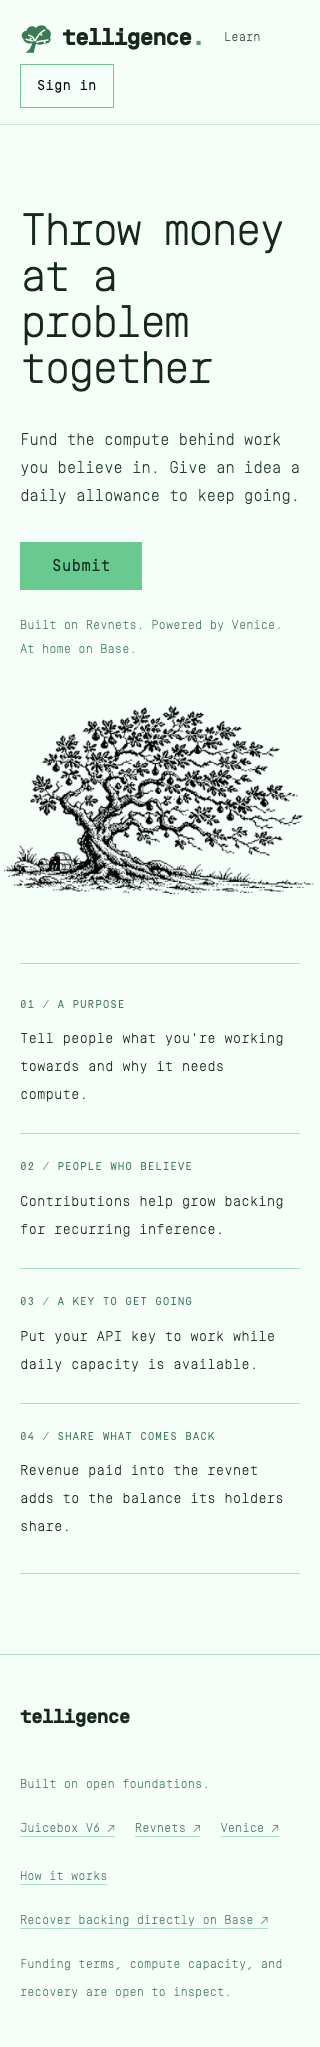 telligence.
Learn
Sign in
Throw money
at a
problem
together
Fund the compute behind work
you believe in. Give an idea a
daily allowance to keep going.
Submit
Built on Revnets. Powered by Venice.
At home on Base.
01 / A PURPOSE
Tell people what you're working
towards and why it needs
compute.
02 / PEOPLE WHO BELIEVE
Contributions help grow backing
for recurring inference.
03 / A KEY TO GET GOING
Put your API key to work while
daily capacity is available.
04 / SHARE WHAT COMES BACK
Revenue paid into the revnet
adds to the balance its holders
share.
telligence
Built on open foundations.
Juicebox V6 ↗ Revnets ↗ Venice ↗
How it works
Recover backing directly on Base ↗
Funding terms, compute capacity, and
recovery are open to inspect.